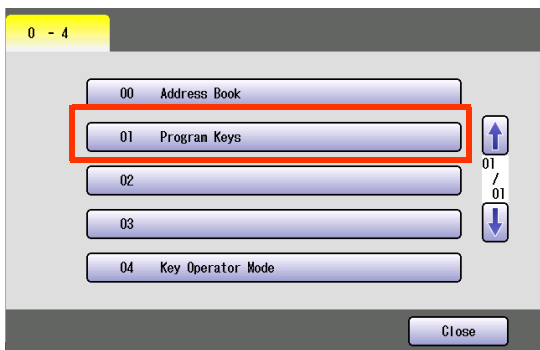 0 - 4
00 Address Book
01 Program Keys
02
03
04 Key Operator Mode
01
/
01
Close